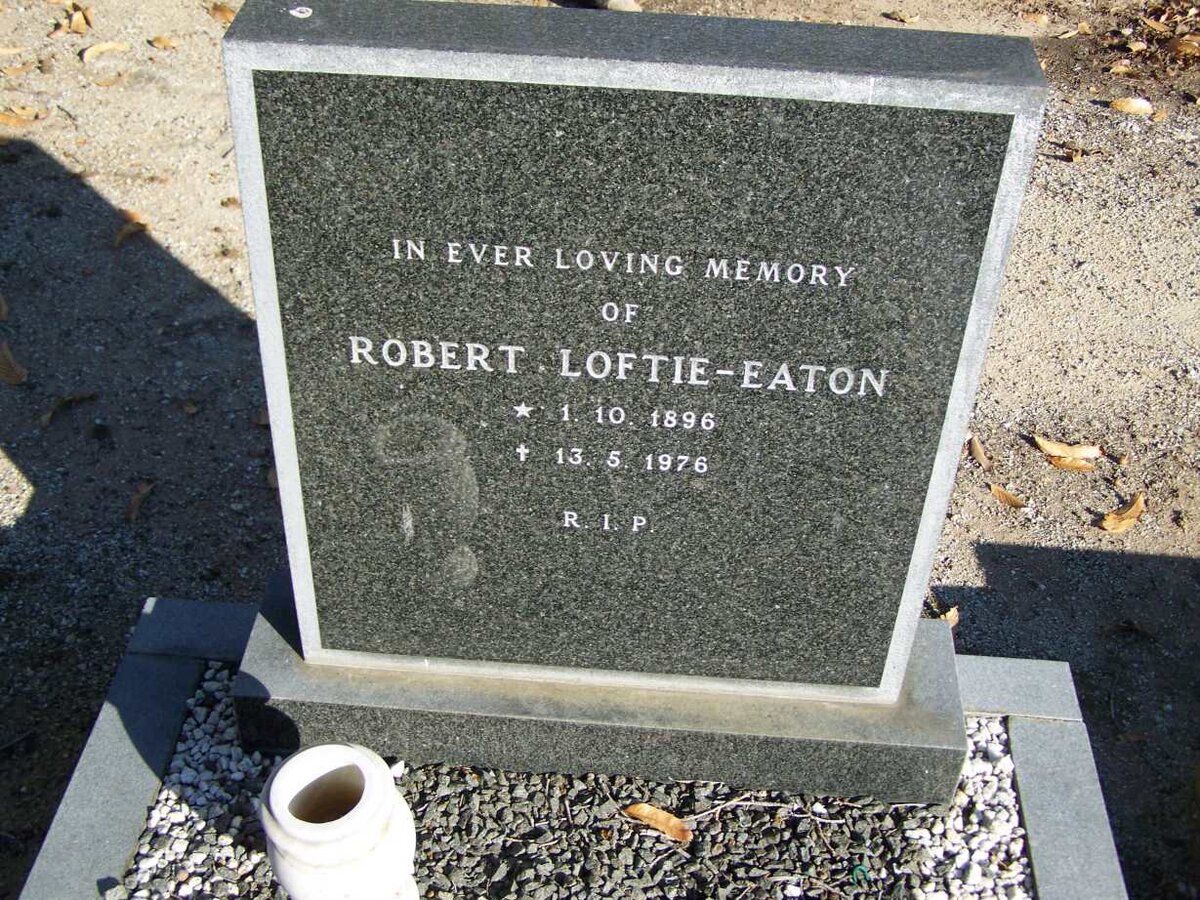 IN EVER LOVING MEMORY
OF
ROBERT LOFTIE-EATON
★ 1. 10. 1896
✝ 13. 5. 1976
R. I. P.